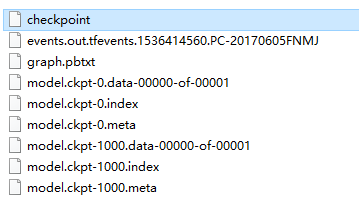 checkpoint
events.out.tfevents.1536414560.PC-20170605FNMJ
graph.pbtxt
model.ckpt-0.data-00000-of-00001
model.ckpt-0.index
model.ckpt-0.meta
model.ckpt-1000.data-00000-of-00001
model.ckpt-1000.index
model.ckpt-1000.meta